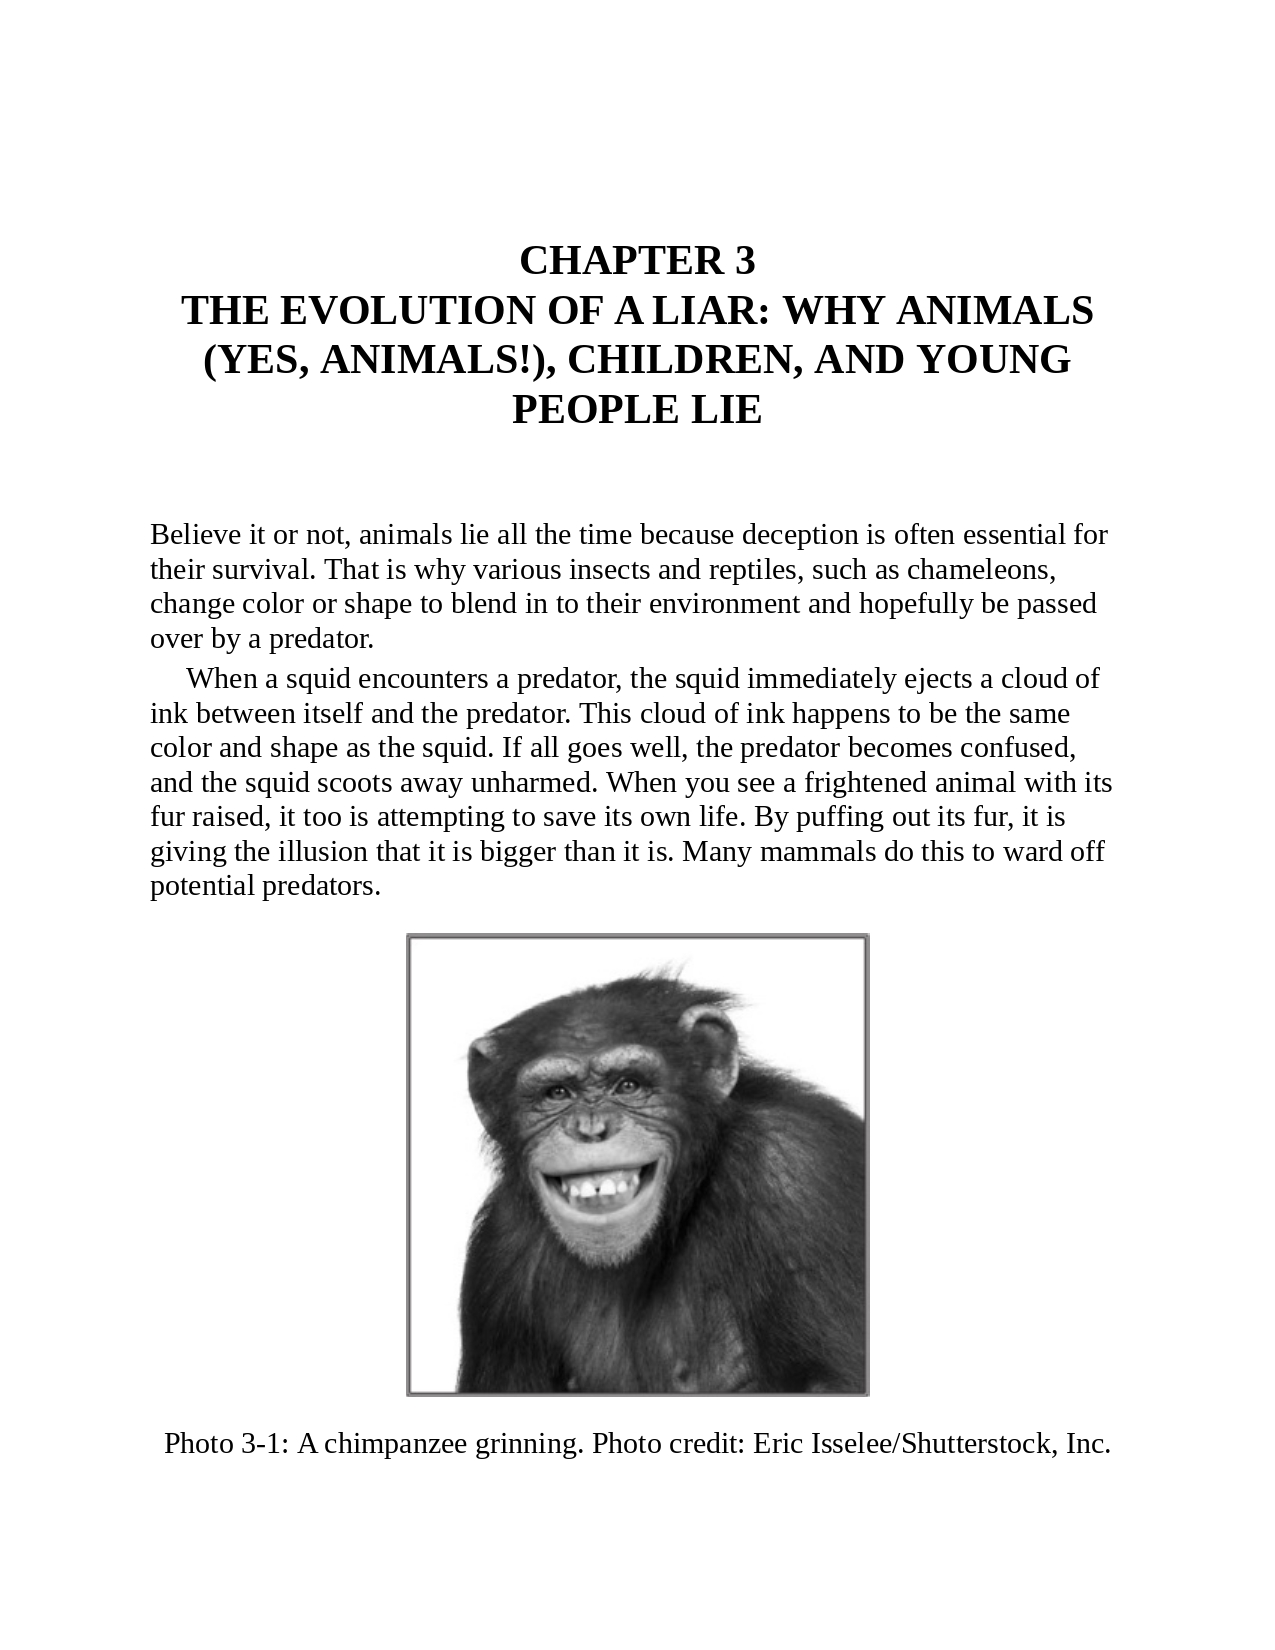 CHAPTER 3
THE EVOLUTION OF A LIAR: WHY ANIMALS
(YES, ANIMALS!), CHILDREN, AND YOUNG
PEOPLE LIE
Believe it or not, animals lie all the time because deception is often essential for
their survival. That is why various insects and reptiles, such as chameleons,
change color or shape to blend in to their environment and hopefully be passed
over by a predator.
When a squid encounters a predator, the squid immediately ejects a cloud of
ink between itself and the predator. This cloud of ink happens to be the same
color and shape as the squid. If all goes well, the predator becomes confused,
and the squid scoots away unharmed. When you see a frightened animal with its
fur raised, it too is attempting to save its own life. By puffing out its fur, it is
giving the illusion that it is bigger than it is. Many mammals do this to ward off
potential predators.
Photo 3-1: A chimpanzee grinning. Photo credit: Eric Isselee/Shutterstock, Inc.